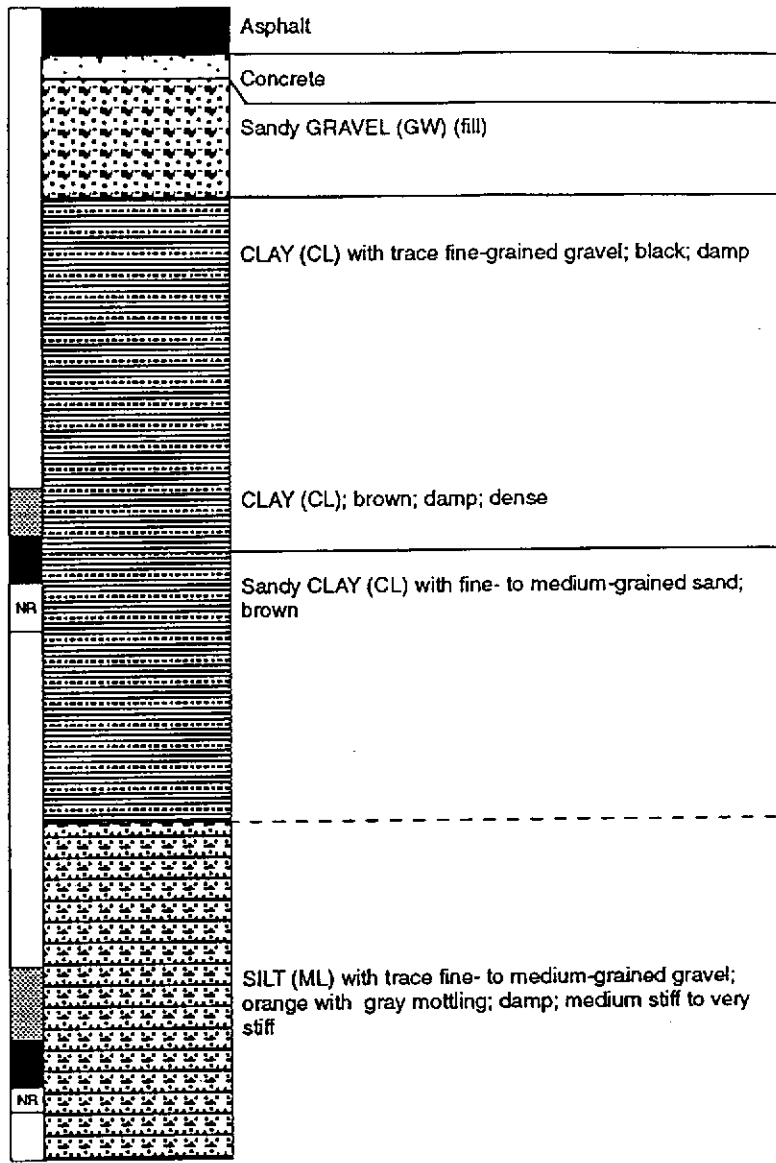 Asphalt
Concrete
Sandy GRAVEL (GW) (fill)
CLAY (CL) with trace fine-grained gravel; black; damp
CLAY (CL); brown; damp; dense
Sandy CLAY (CL) with fine- to medium-grained sand;
brown
NR
SILT (ML) with trace fine- to medium-grained gravel;
orange with gray mottling; damp; medium stiff to very
stiff
NR